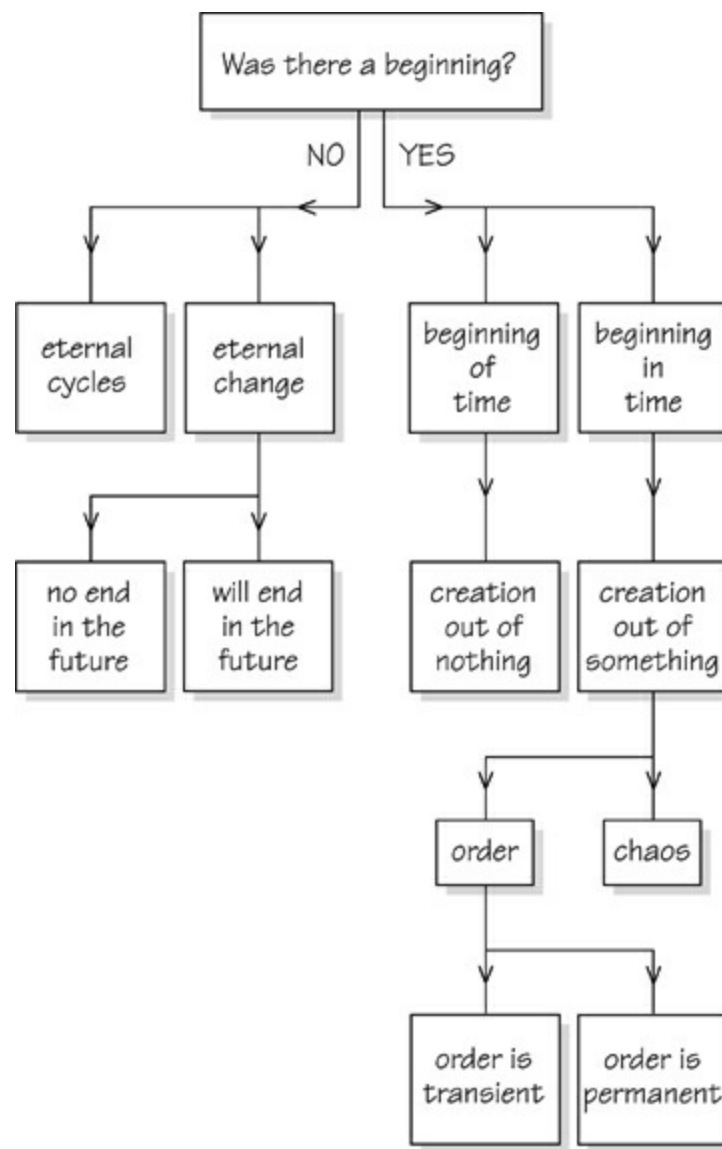 Was there a beginning?
NO
YES
eternal
cycles
eternal
change
beginning
of
time
beginning
in
time
no end
in the
future
will end
in the
future
creation
out of
nothing
creation
out of
something
order
chaos
order is
transient
order is
permanent